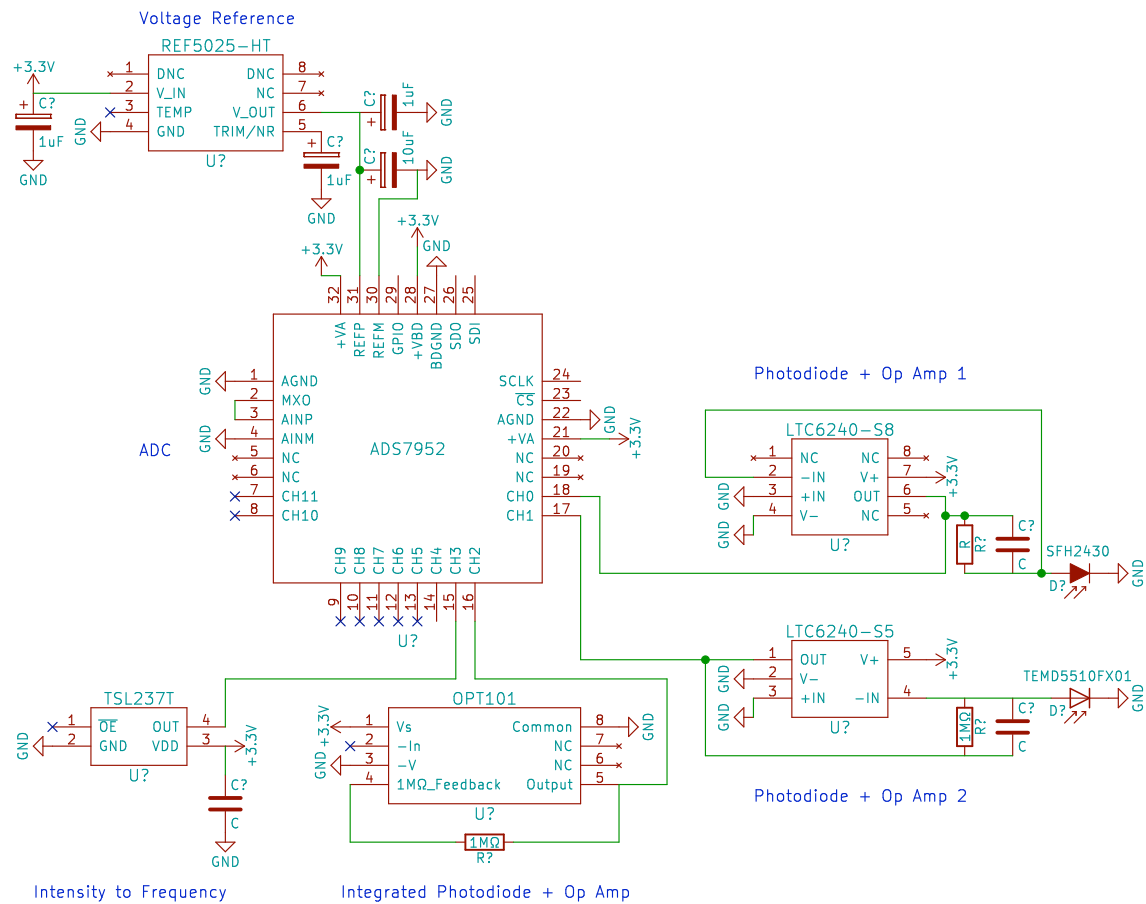 Voltage Reference
REF5025-HT
+3.3V
1 DNC DNC 8
2 V_IN NC 7
3 TEMP V_OUT 6
4 GND TRIM/NR 5
U?
C?
1uF
GND
GND
C?
1uF
GND
C?
1uF
GND
C?
10uF
GND
+3.3V
+3.3V
GND
32 31 30 29 28 27 26 25
+VA REFP REFM GPIO +VBD BDGND SDO SDI
ADC
ADS7952
GND 1 AGND
2 MXO
3 AINP
GND 4 AINM
5 NC
6 NC
7 CH11
8 CH10
SCLK 24
CS 23
AGND 22 GND
+VA 21 +3.3V
NC 20
NC 19
CH0 18
CH1 17
CH9 CH8 CH7 CH6 CH5 CH4 CH3 CH2
9 10 11 12 13 14 15 16
U?
Photodiode + Op Amp 1
LTC6240-S8
1 NC NC 8
2 -IN V+ 7 +3.3V
GND 3 +IN OUT 6
GND 4 V- NC 5
U?
R R?
C?
C
SFH2430
D?
GND
LTC6240-S5
1 OUT V+ 5 +3.3V
GND 2 V-
GND 3 +IN -IN 4
U?
1MΩ R?
C?
C
TEMD5510FX01
D?
GND
Photodiode + Op Amp 2
TSL237T
1 OE OUT 4
GND 2 GND VDD 3 +3.3V
U?
C?
C
GND
Intensity to Frequency
OPT101
+3.3V 1 Vs Common 8 GND
2 -In NC 7
GND 3 -V NC 6
4 1MΩ_Feedback Output 5
U?
1MΩ
R?
Integrated Photodiode + Op Amp